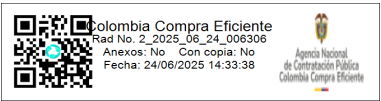 Colombia Compra Eficiente
Rad No. 2_2025_06_24_006306
Anexos: No Con copia: No
Fecha: 24/06/2025 14:33:38
Agencia Nacional
de Contratación Pública
Colombia Compra Eficiente